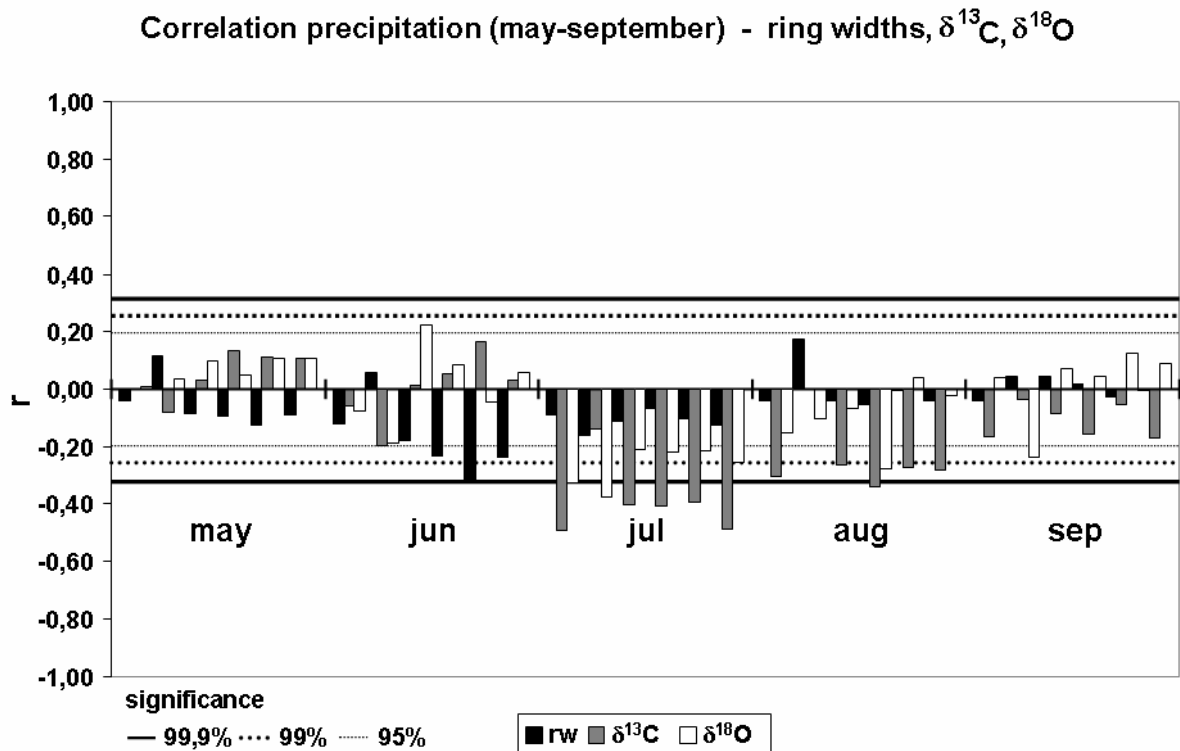 Correlation precipitation (may-september) - ring widths, δ¹³C, δ¹⁸O
1,00
0,80
0,60
0,40
0,20
0,00
-0,20
-0,40
-0,60
-0,80
-1,00
r
may jun jul aug sep
significance
99,9% 99% 95%
rw δ¹³C δ¹⁸O